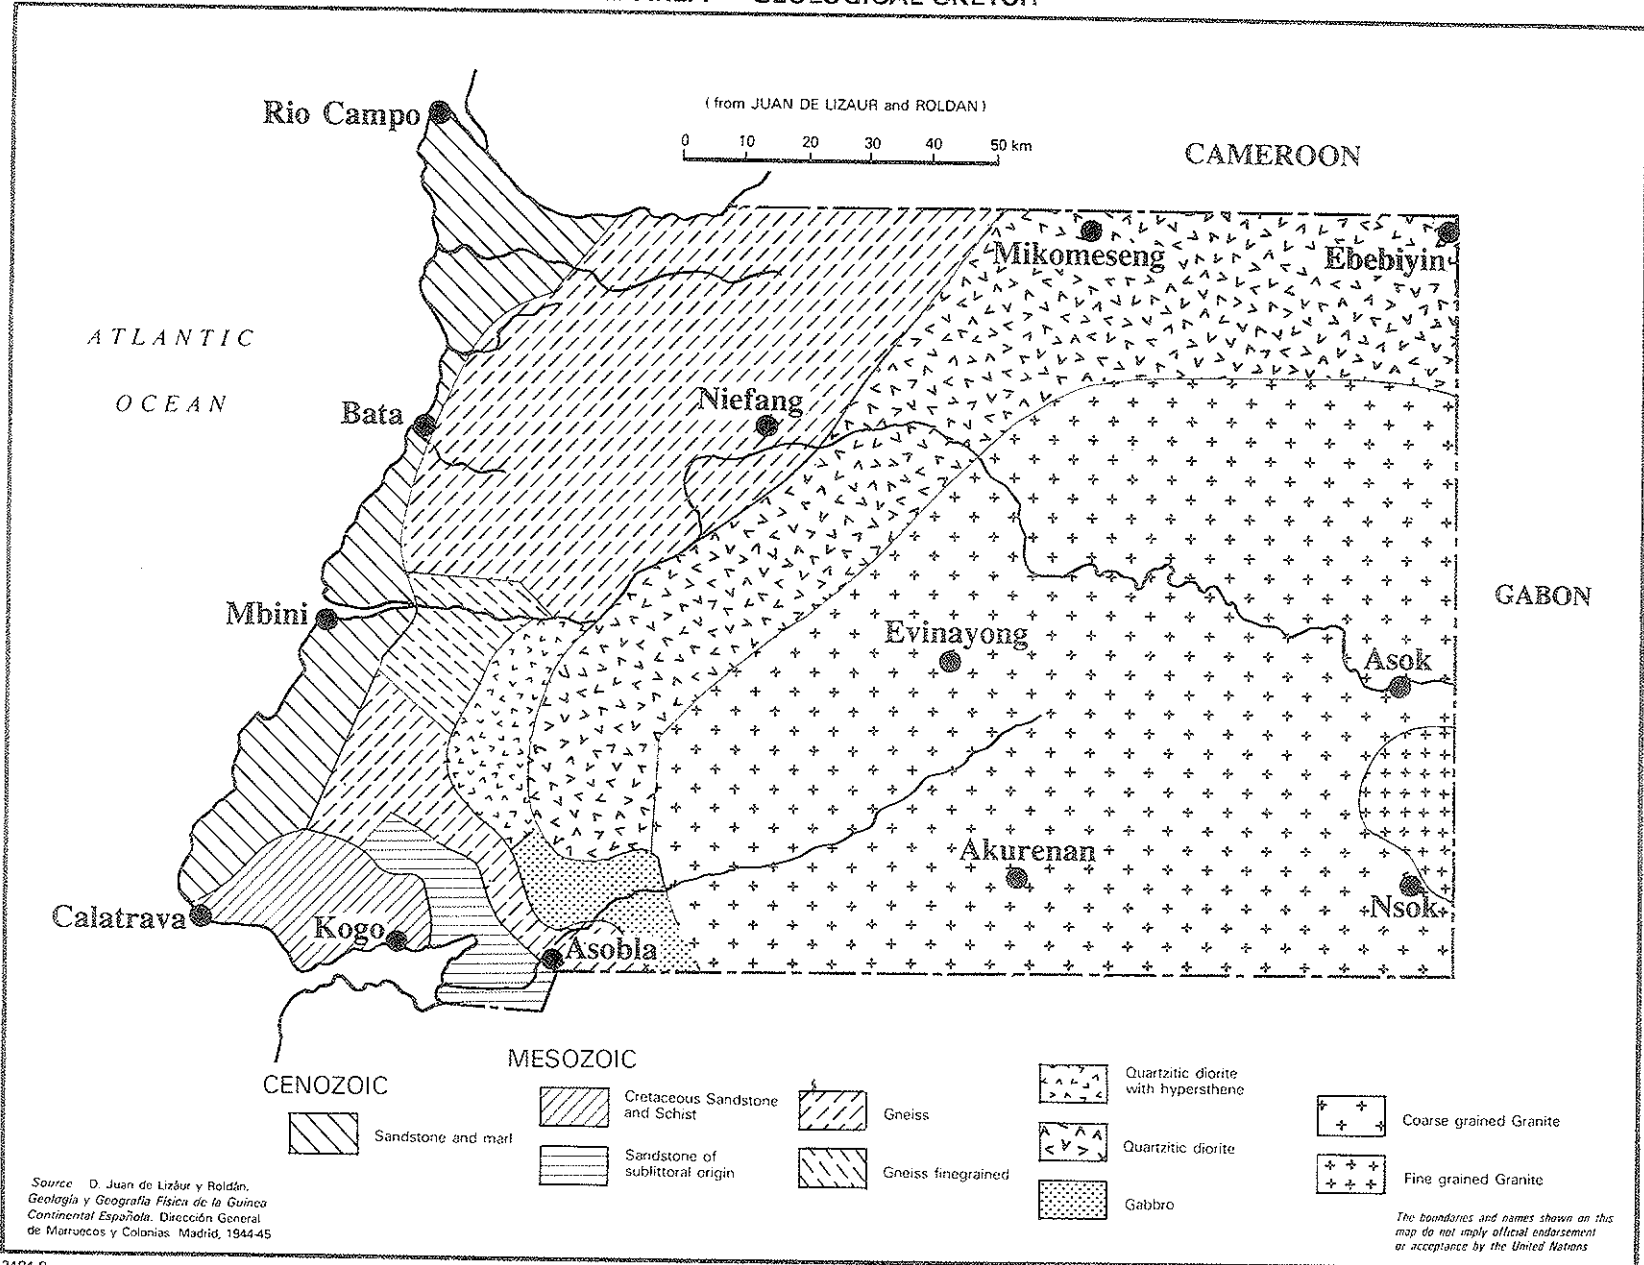 GEOLOGICAL SKETCH
(from JUAN DE LIZAUR and ROLDAN)
0 10 20 30 40 50 km
Rio Campo
CAMEROON
Mikomeseng
Ebebiyin
ATLANTIC
OCEAN
Bata
Niefang
Mbini
GABON
Evinayong
Asok
Akurenan
Nsok
Calatrava
Kogo
Asobla
CENOZOIC
Sandstone and marl
MESOZOIC
Cretaceous Sandstone
and Schist
Sandstone of
sublittoral origin
Gneiss
Gneiss finegrained
Quartzitic diorite
with hypersthene
Quartzitic diorite
Gabbro
Coarse grained Granite
Fine grained Granite
Source D. Juan de Lizáur y Roldán.
Geología y Geografía Física de la Guinea
Continental Española. Dirección General
de Marruecos y Colonias Madrid, 1944-45
The boundaries and names shown on this
map do not imply official endorsement
or acceptance by the United Nations